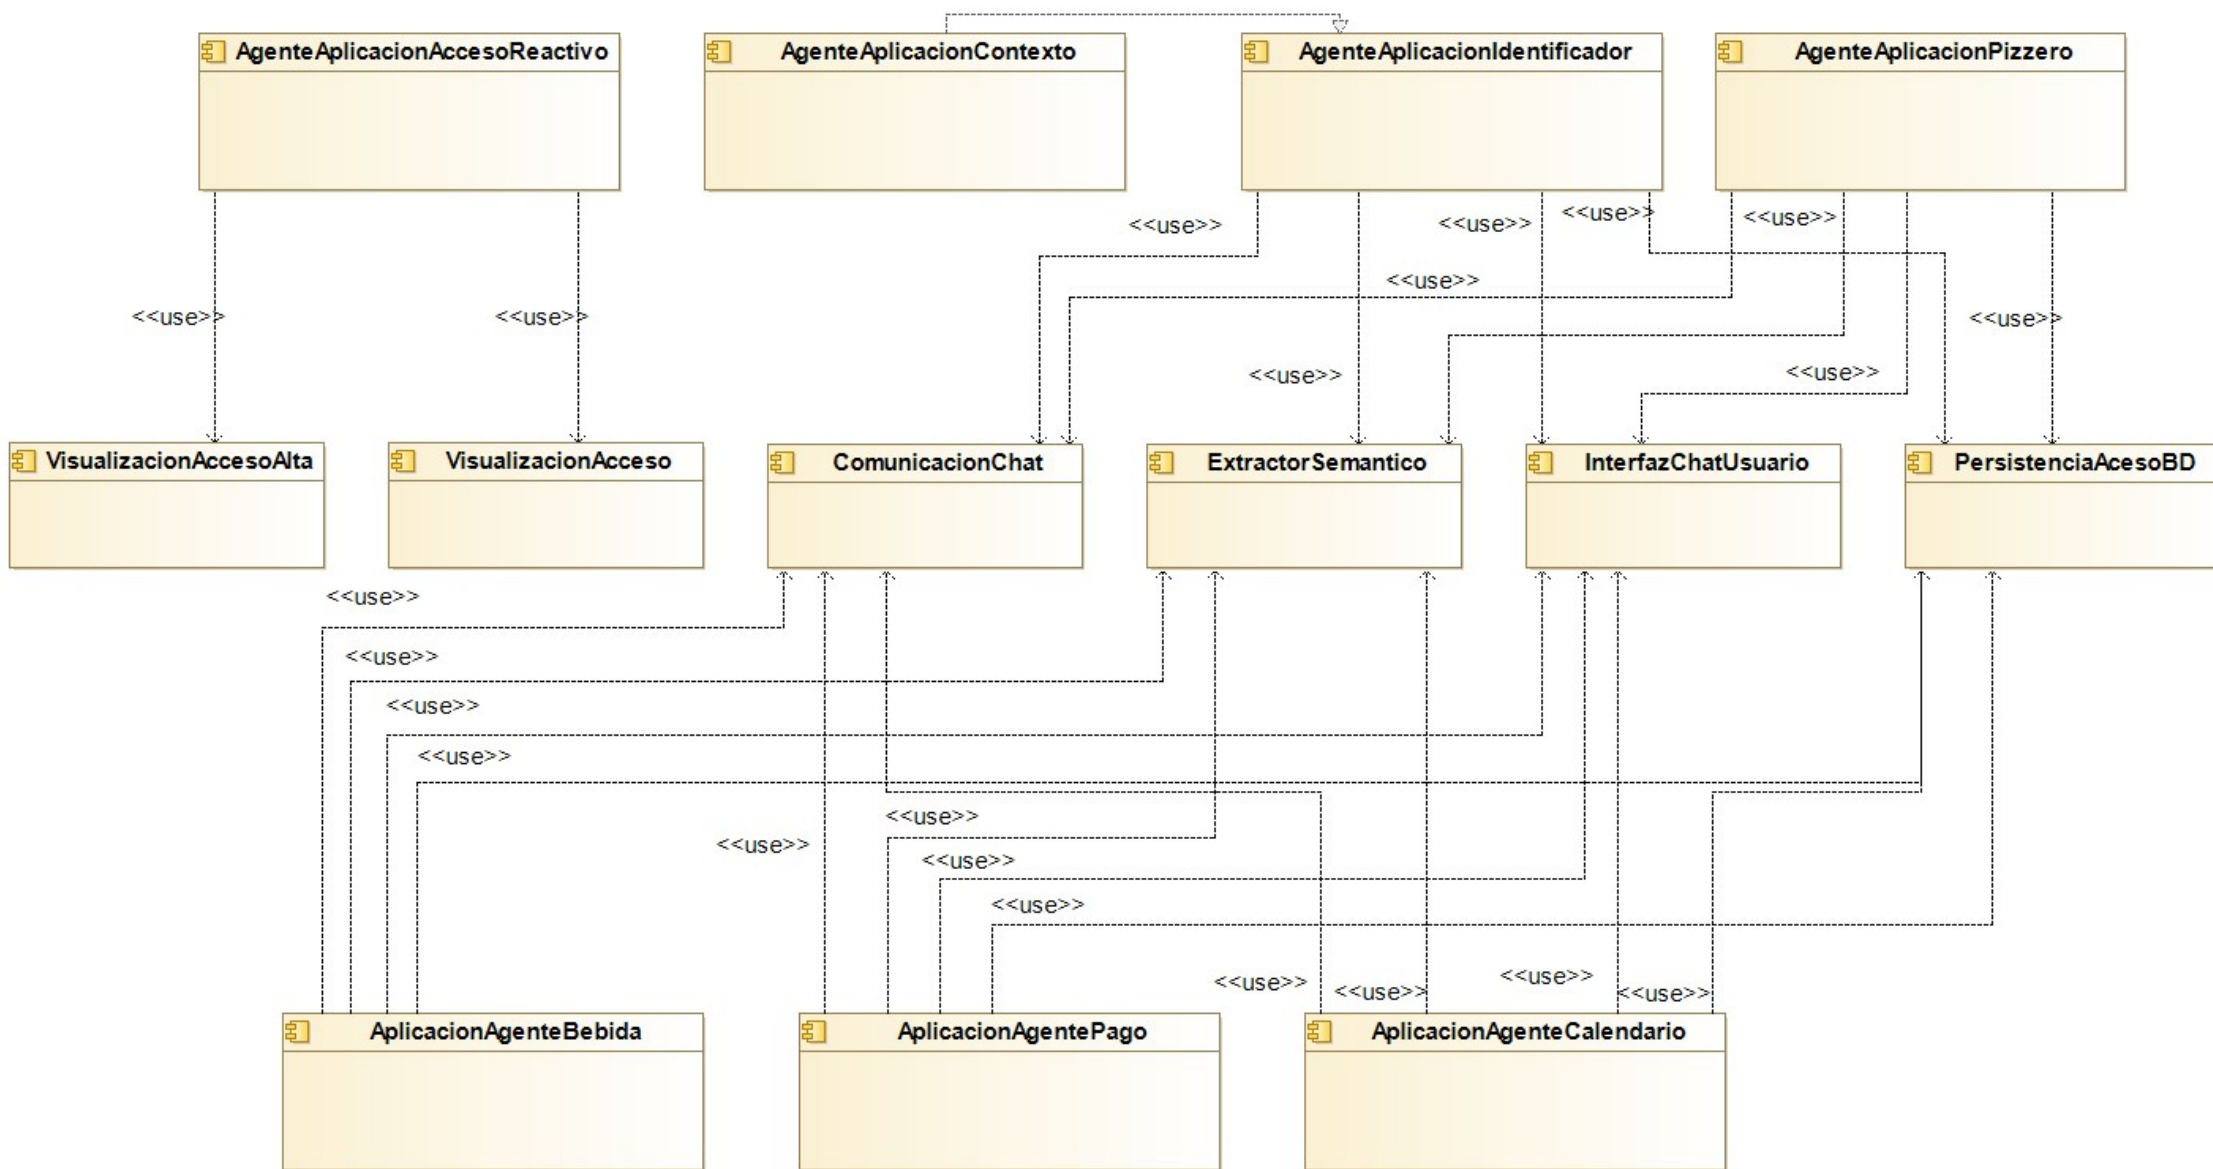 AgenteAplicacionAccesoReactivo
AgenteAplicacionContexto
AgenteAplicacionIdentificador
AgenteAplicacionPizzero
<<use>>
<<use>>
<<use>>
<<use>>
<<use>>
<<use>>
<<use>>
<<use>>
<<use>>
<<use>>
VisualizacionAccesoAlta
VisualizacionAcceso
ComunicacionChat
ExtractorSemantico
InterfazChatUsuario
PersistenciaAcesoBD
<<use>>
<<use>>
<<use>>
<<use>>
<<use>>
<<use>>
<<use>>
<<use>>
<<use>>
<<use>>
<<use>>
<<use>>
AplicacionAgenteBebida
AplicacionAgentePago
AplicacionAgenteCalendario